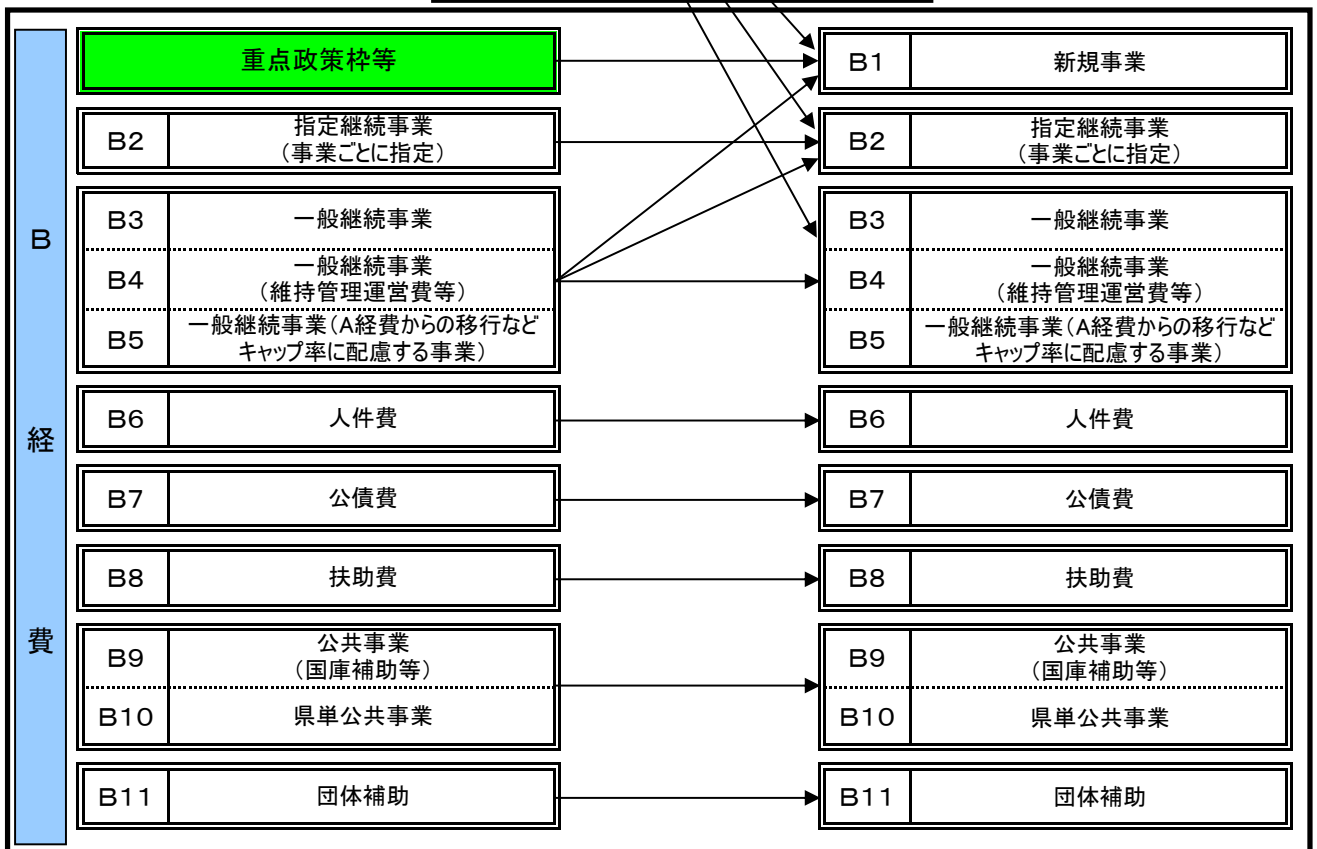 重点政策枠等
B1
新規事業
B2
指定継続事業
(事業ごとに指定)
B2
指定継続事業
(事業ごとに指定)
B
経
費
B3
一般継続事業
B4
一般継続事業
(維持管理運営費等)
B5
一般継続事業(A経費からの移行など
キャップ率に配慮する事業)
B3
一般継続事業
B4
一般継続事業
(維持管理運営費等)
B5
一般継続事業(A経費からの移行など
キャップ率に配慮する事業)
B6
人件費
B6
人件費
B7
公債費
B7
公債費
B8
扶助費
B8
扶助費
B9
公共事業
(国庫補助等)
B10
県単公共事業
B9
公共事業
(国庫補助等)
B10
県単公共事業
B11
団体補助
B11
団体補助